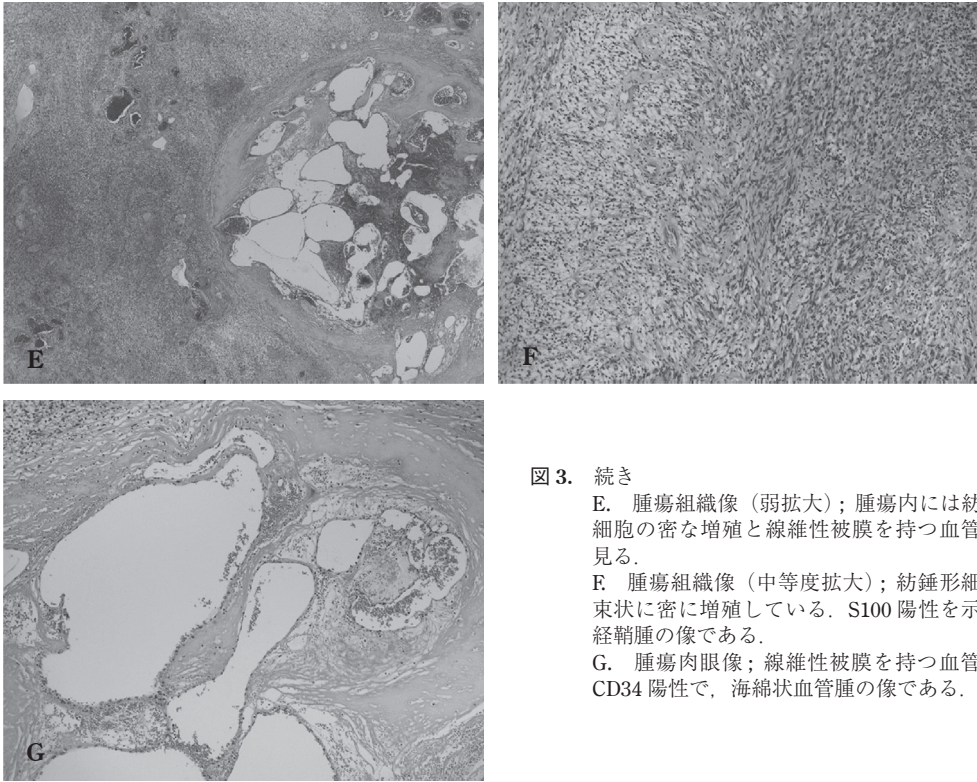 E
F
G
図 3. 続き
E. 腫瘍組織像（弱拡大）；腫瘍内には紡
細胞の密な増殖と線維性被膜を持つ血管
見る．
F. 腫瘍組織像（中等度拡大）；紡錘形細
束状に密に増殖している．S100 陽性を示
経鞘腫の像である．
G. 腫瘍肉眼像；線維性被膜を持つ血管
CD34 陽性で，海綿状血管腫の像である．